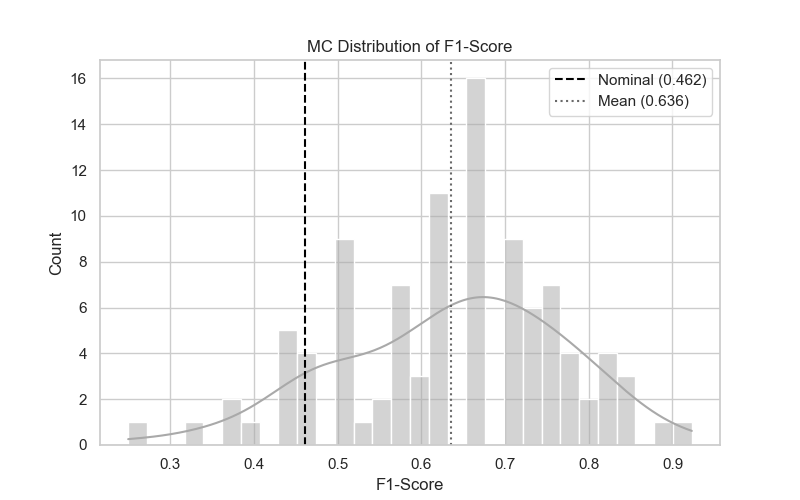 MC Distribution of F1-Score
Nominal (0.462)
Mean (0.636)
Count
16
14
12
10
8
6
4
2
0
0.3 0.4 0.5 0.6 0.7 0.8 0.9
F1-Score